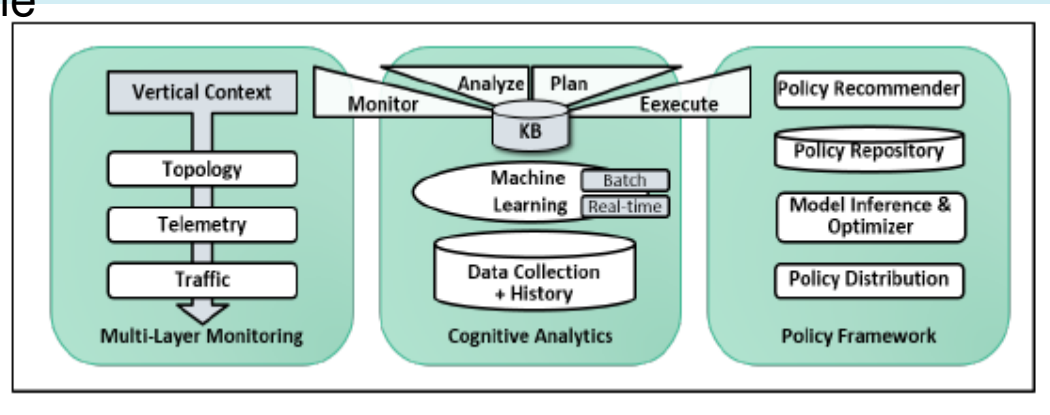 ne
Vertical Context
Topology
Telemetry
Traffic
Multi-Layer Monitoring
Monitor
Analyze
Plan
Eexecute
KB
Machine
Learning
Batch
Real-time
Data Collection
+ History
Cognitive Analytics
Policy Recommender
Policy Repository
Model Inference &
Optimizer
Policy Distribution
Policy Framework